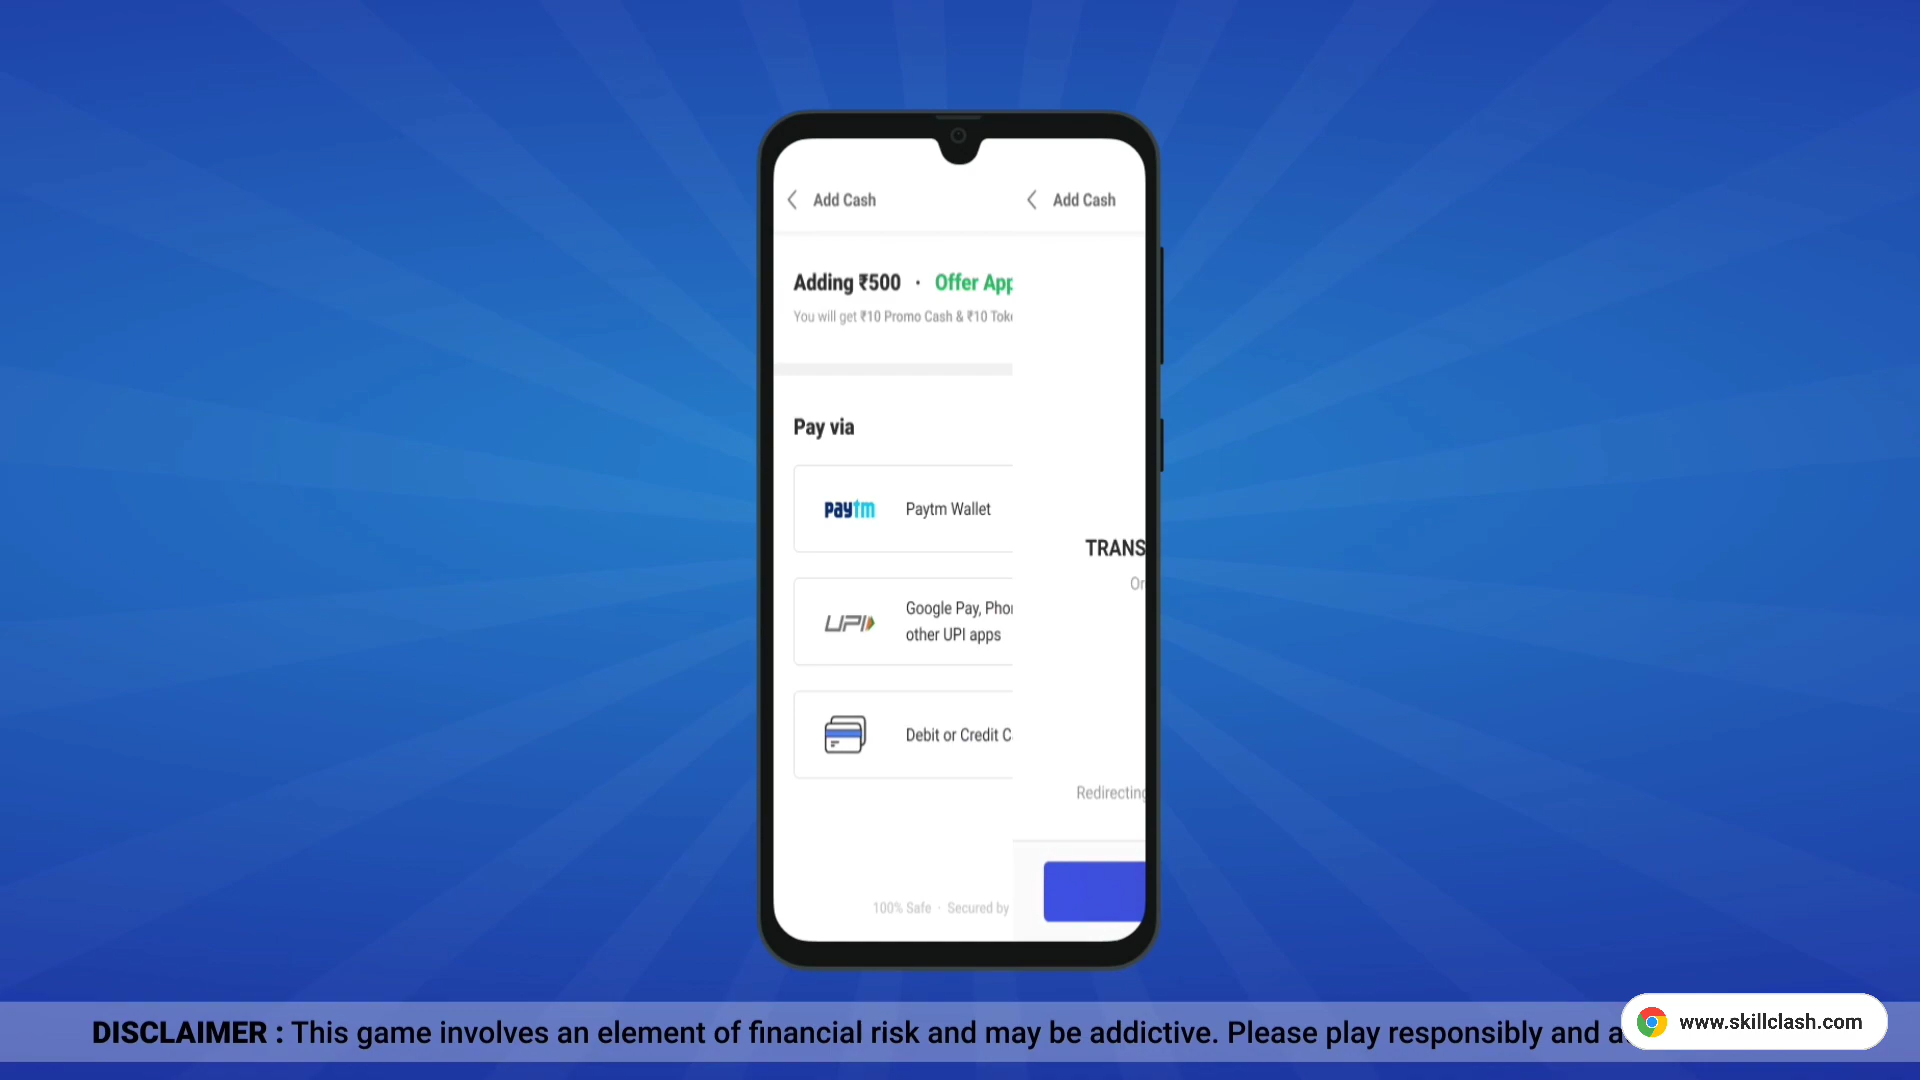 Add Cash
Adding ₹500 · Offer App
You will get ₹10 Promo Cash & ₹10
Pay via
paytm Paytm Wallet
UPI Google Pay,
other UPI apps
Debit or Credit
100% Safe · Secured by
Add Cash
TRANS
Or
Redirecting
DISCLAIMER : This game involves an element of financial risk and may be addictive. Please play responsibly and
www.skillclash.com